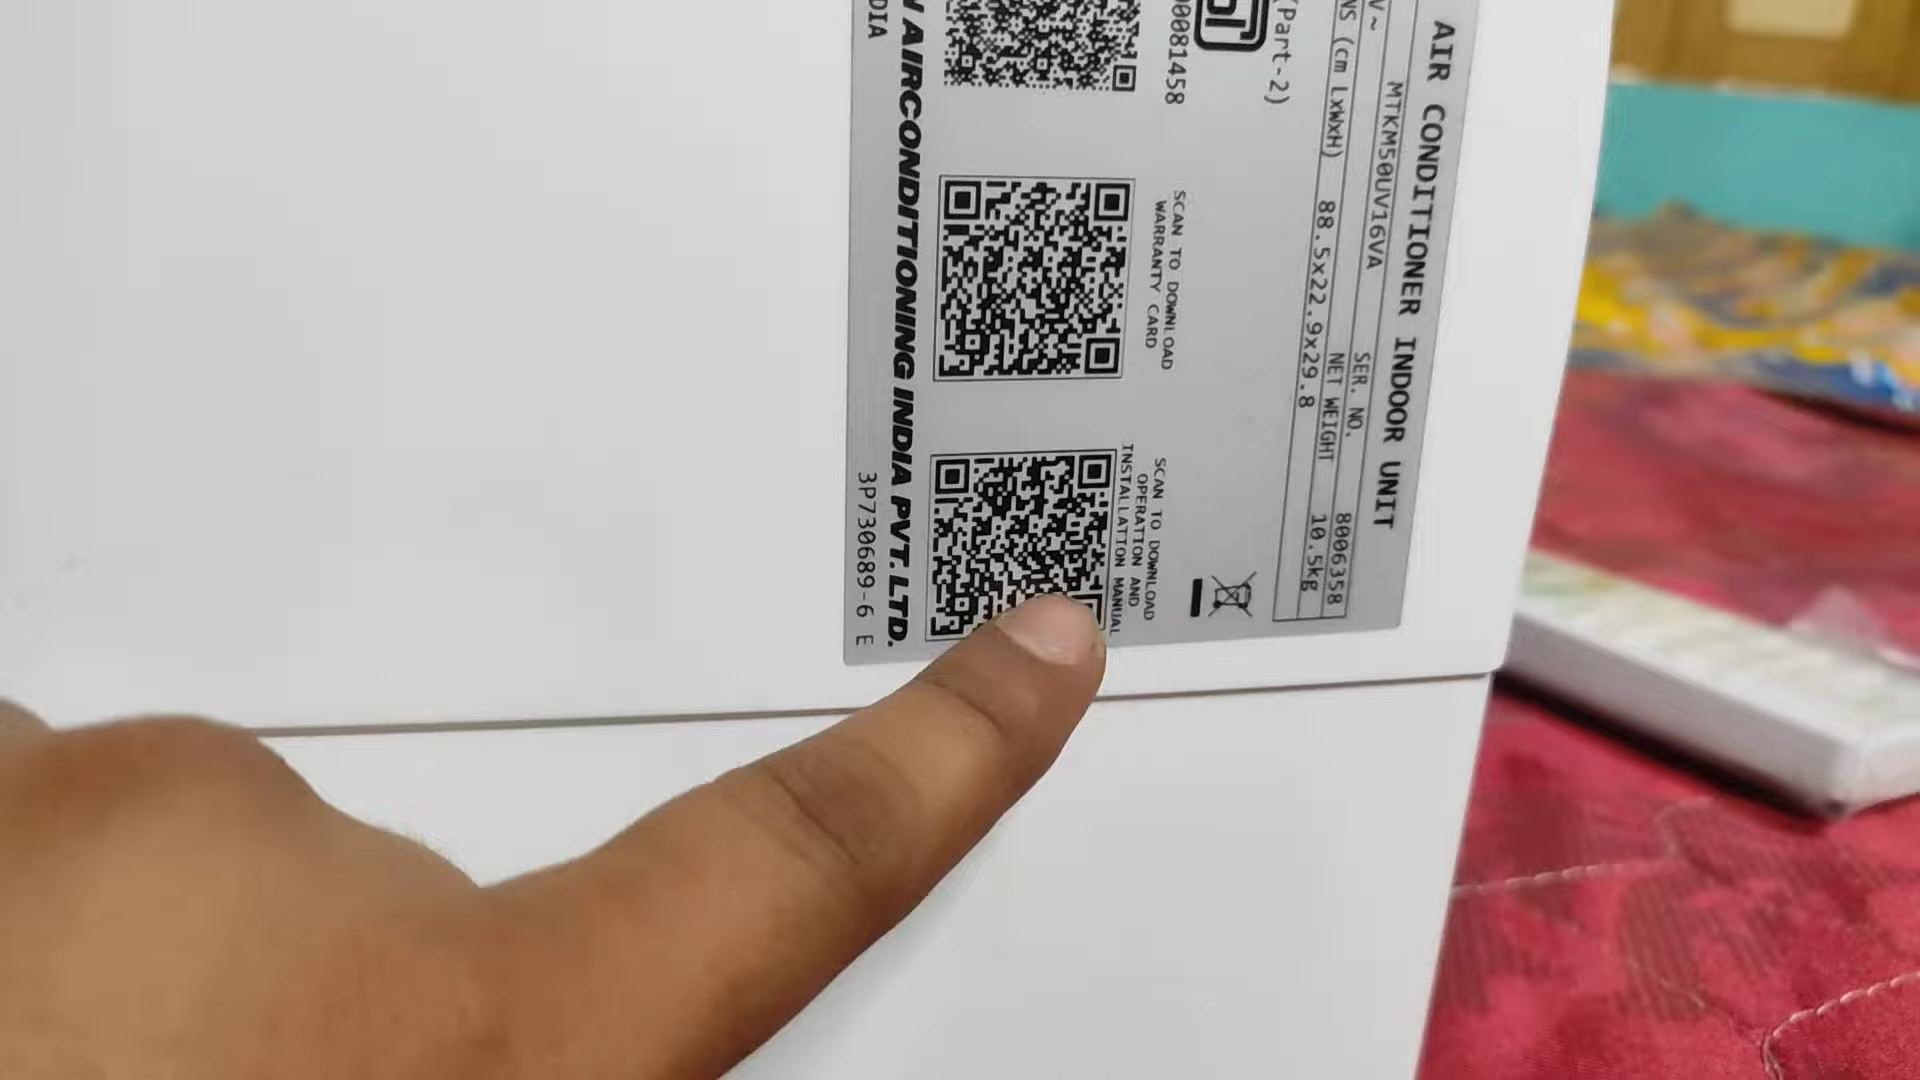 AIR CONDITIONER INDOOR UNIT
MTKM50UV16VA SER. NO. 8006358
V~ NET WEIGHT 10.5kg
NS (cm LxWxH) 88.5x22.9x29.8
(Part-2)
00081458
SCAN TO DOWNLOAD
WARRANTY CARD
SCAN TO DOWNLOAD
OPERATION AND
INSTALLATION MANUAL
N AIRCONDITIONING INDIA PVT. LTD.
DIA 3P730689-6 E